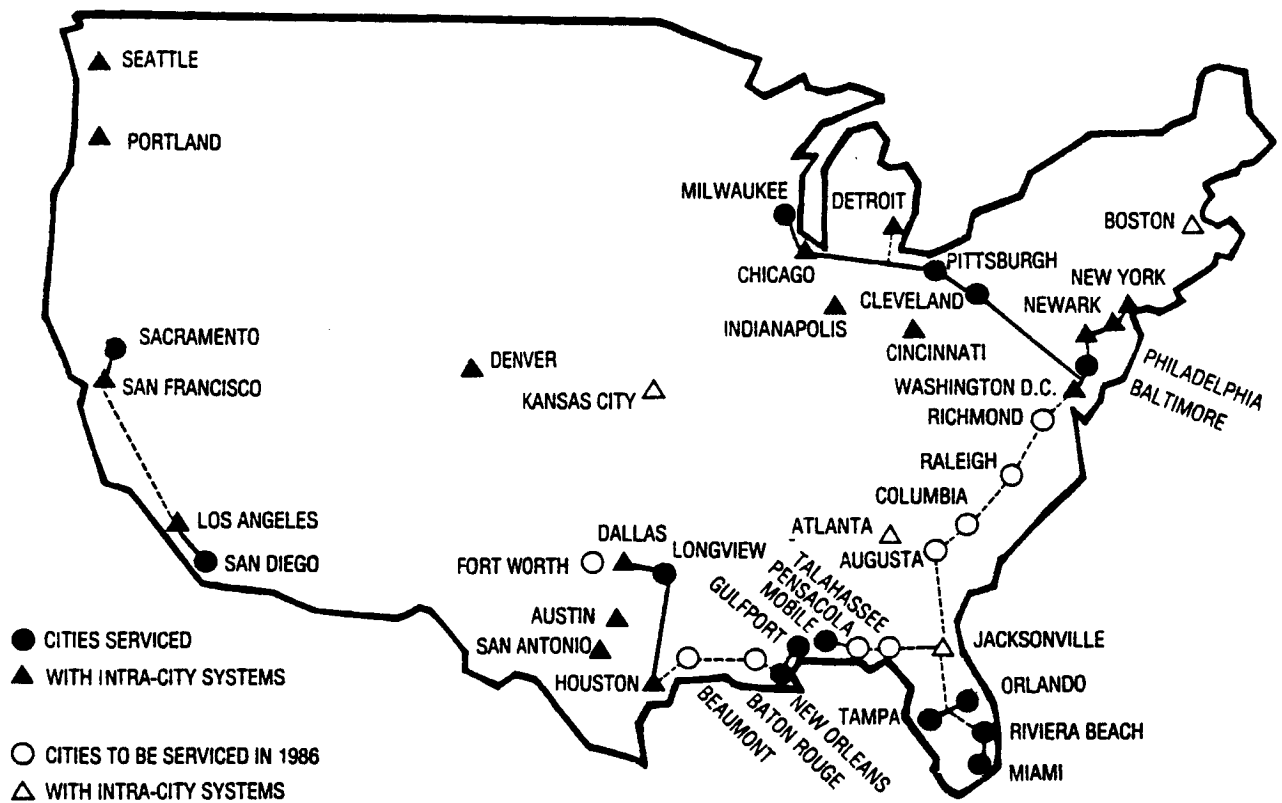 SEATTLE
PORTLAND
MILWAUKEE
DETROIT
BOSTON
CHICAGO
PITTSBURGH
NEW YORK
CLEVELAND
NEWARK
INDIANAPOLIS
CINCINNATI
SACRAMENTO
SAN FRANCISCO
DENVER
KANSAS CITY
WASHINGTON D.C.
PHILADELPHIA
BALTIMORE
RICHMOND
RALEIGH
COLUMBIA
ATLANTA
AUGUSTA
LOS ANGELES
SAN DIEGO
DALLAS
LONGVIEW
FORT WORTH
AUSTIN
SAN ANTONIO
HOUSTON
TALAHASSEE
PENSACOLA
MOBILE
GULFPORT
JACKSONVILLE
ORLANDO
TAMPA
RIVIERA BEACH
MIAMI
NEW ORLEANS
BATON ROUGE
BEAUMONT
CITIES SERVICED
WITH INTRA-CITY SYSTEMS
CITIES TO BE SERVICED IN 1986
WITH INTRA-CITY SYSTEMS